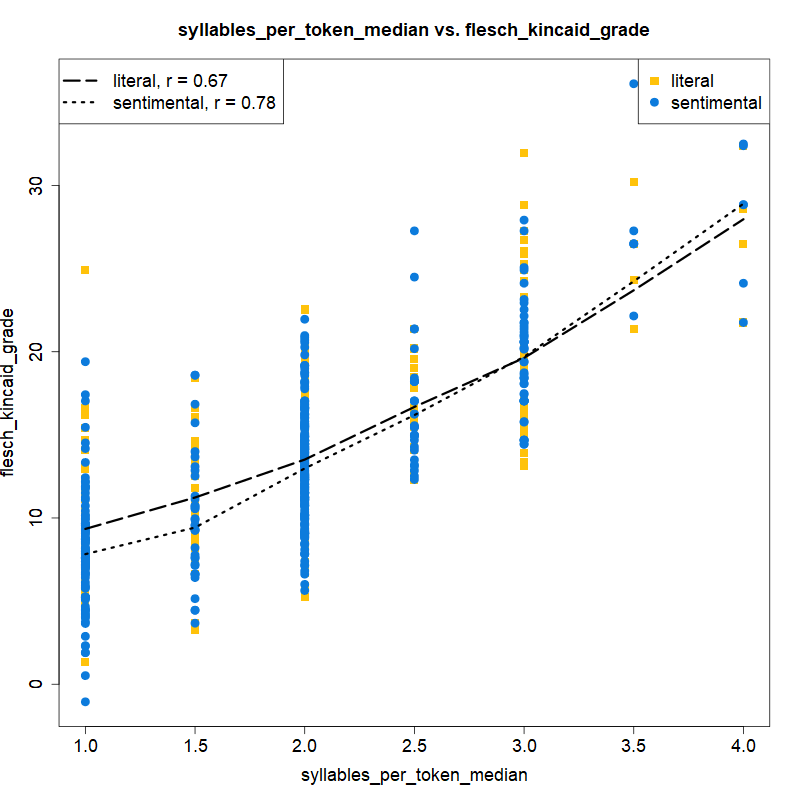 syllables_per_token_median vs. flesch_kincaid_grade
literal, r = 0.67
sentimental, r = 0.78
literal
sentimental
flesch_kincaid_grade
30
20
10
0
1.0 1.5 2.0 2.5 3.0 3.5 4.0
syllables_per_token_median